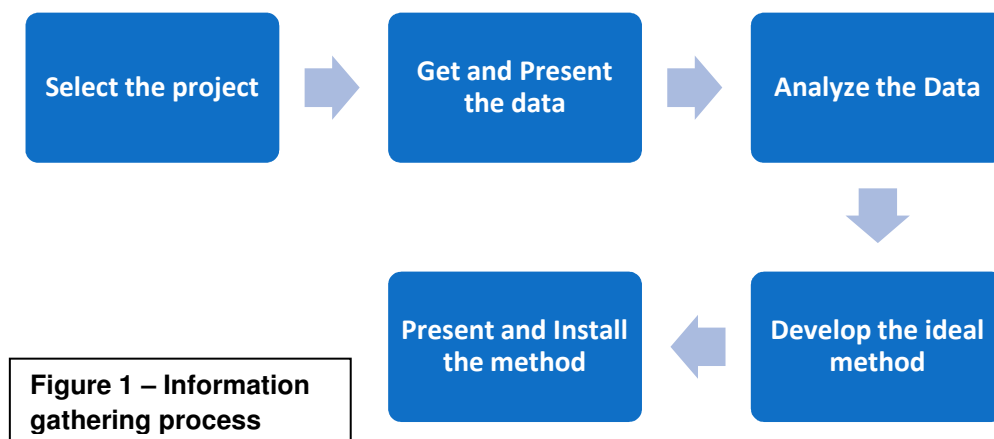 Select the project
Get and Present
the data
Analyze the Data
Develop the ideal
method
Present and Install
the method
Figure 1 – Information
gathering process